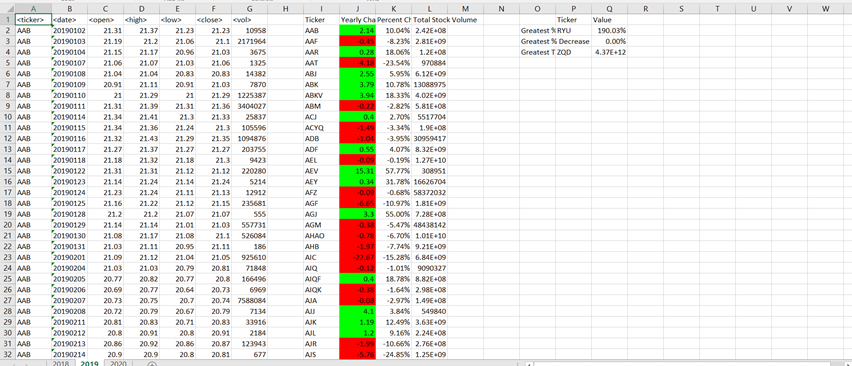 A B C D E F G H I J K L M N O P Q R S T U V W
1 <ticker> <date> <open> <high> <low> <close> <vol> Ticker Yearly Cha Percent Ch Total Stock Volume Ticker Value
2 AAB 20190102 21.31 21.37 21.23 21.23 10958 AAB 2.14 10.04% 2.42E+08 Greatest % RYU 190.03%
3 AAB 20190103 21.19 21.2 21.06 21.1 2171964 AAF -8.23% 2.81E+09 Greatest % Decrease 0.00%
4 AAB 20190104 21.15 21.17 20.96 21.03 3675 AAR 0.28 18.06% 1.2E+08 Greatest T ZQD 4.37E+12
5 AAB 20190107 21.06 21.07 21.03 21.06 1325 AAT -4.18 -23.54% 970884
6 AAB 20190108 21.04 21.04 20.83 20.83 14382 ABJ 2.55 5.95% 6.12E+09
7 AAB 20190109 20.91 21.11 20.91 21.03 7870 ABK 3.79 10.78% 13088975
8 AAB 20190110 21 21.29 21 21.29 1225387 ABKV 3.94 18.33% 4.02E+09
9 AAB 20190111 21.31 21.39 21.31 21.36 3404027 ABM -0.22 -2.82% 5.81E+08
10 AAB 20190114 21.34 21.41 21.3 21.33 25837 ACJ 0.4 2.70% 5517704
11 AAB 20190115 21.34 21.36 21.24 21.3 105596 ACYQ -1.49 -3.34% 1.9E+08
12 AAB 20190116 21.32 21.43 21.29 21.35 1094876 ADB -1.04 -3.95% 30959417
13 AAB 20190117 21.27 21.37 21.27 21.27 203755 ADF 0.55 4.07% 8.32E+09
14 AAB 20190118 21.18 21.32 21.18 21.3 9423 AEL -0.09 -0.19% 1.27E+10
15 AAB 20190122 21.31 21.31 21.12 21.12 220280 AEV 15.31 57.77% 308951
16 AAB 20190123 21.14 21.24 21.14 21.24 5214 AEY 0.34 31.78% 16626704
17 AAB 20190124 21.23 21.24 21.11 21.13 12912 AFZ -0.09 -0.68% 58372032
18 AAB 20190125 21.16 21.22 21.12 21.15 235681 AGF -6.65 -10.97% 1.81E+09
19 AAB 20190128 21.2 21.2 21.07 21.07 555 AGJ 3.3 55.00% 7.28E+08
20 AAB 20190129 21.14 21.14 21.01 21.03 557731 AGM -0.38 -5.47% 48438142
21 AAB 20190130 21.08 21.17 21.08 21.1 526084 AHAO -0.78 -6.70% 1.01E+10
22 AAB 20190131 21.03 21.11 20.95 21.11 186 AHB -1.97 -7.74% 9.21E+09
23 AAB 20190201 21.09 21.12 21.04 21.05 925610 AIC -22.67 -15.28% 6.84E+09
24 AAB 20190204 21.03 21.03 20.79 20.81 71848 AIQ -0.12 -1.01% 9090327
25 AAB 20190205 20.77 20.82 20.77 20.8 166496 AIQF 0.4 18.78% 8.82E+08
26 AAB 20190206 20.69 20.77 20.64 20.73 6969 AIQK -0.38 -1.64% 2.98E+08
27 AAB 20190207 20.73 20.75 20.7 20.74 7588084 AJA -0.08 -2.97% 1.49E+08
28 AAB 20190208 20.72 20.79 20.67 20.79 7134 AJJ 4.1 3.84% 549840
29 AAB 20190211 20.81 20.83 20.71 20.83 33916 AJK 1.19 12.49% 3.63E+09
30 AAB 20190212 20.8 20.91 20.8 20.91 2184 AJL 1.2 9.16% 2.24E+08
31 AAB 20190213 20.86 20.92 20.86 20.87 123943 AJR -1.99 -10.66% 2.76E+08
32 AAB 20190214 20.9 20.9 20.8 20.81 677 AJS -5.76 -24.85% 1.25E+09
2018 2019 2020